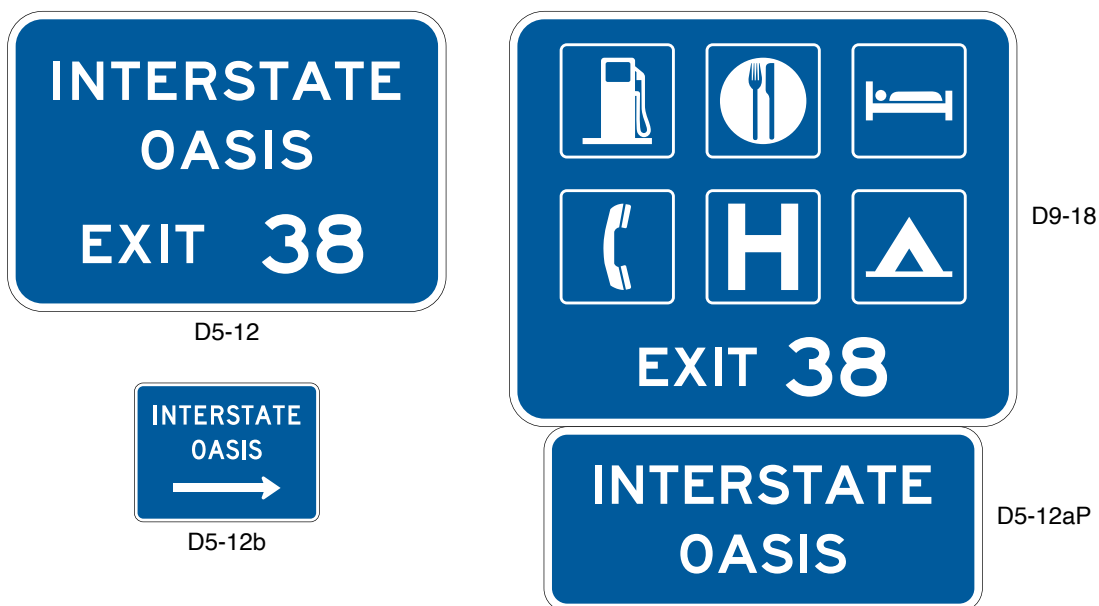 INTERSTATE
OASIS
EXIT 38
D5-12
INTERSTATE
OASIS
D5-12b
H
EXIT 38
D9-18
INTERSTATE
OASIS
D5-12aP